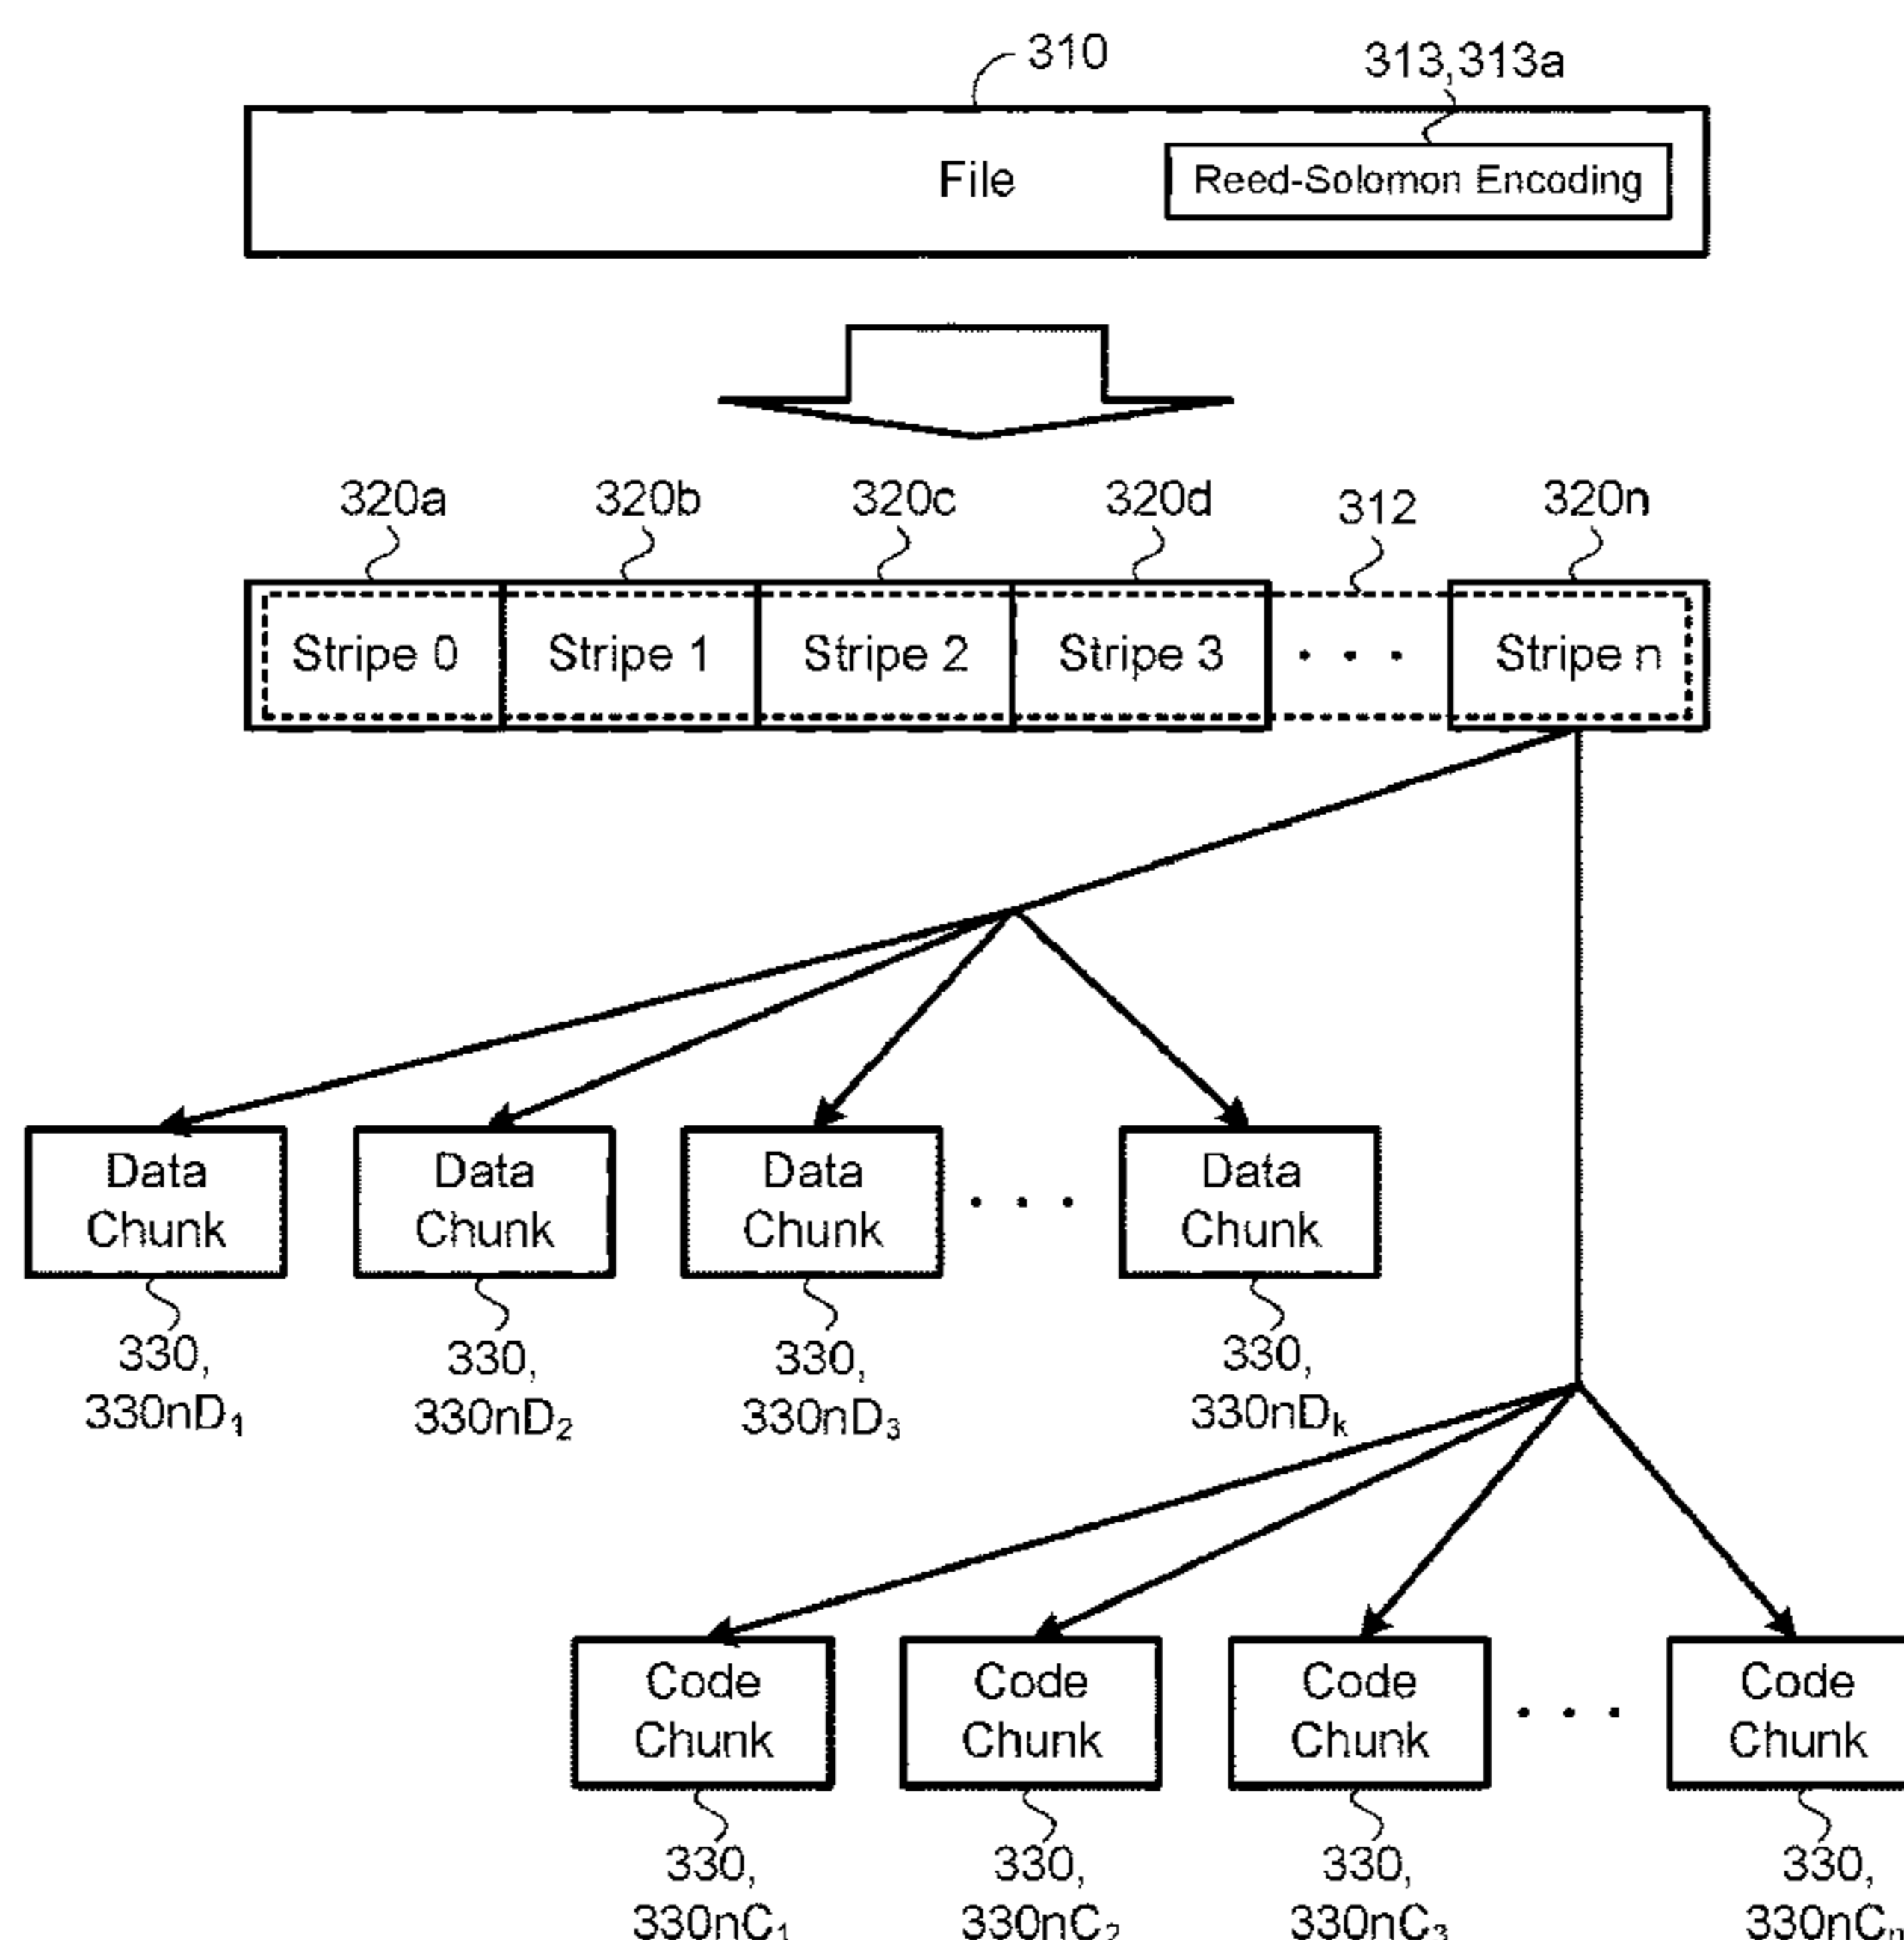 310
313,313a
File
Reed-Solomon Encoding
320a 320b 320c 320d 312 320n
Stripe 0 Stripe 1 Stripe 2 Stripe 3 . . . Stripe n
Data Chunk
Data Chunk
Data Chunk
. . .
Data Chunk
330, 330nD₁
330, 330nD₂
330, 330nD₃
330, 330nDₖ
Code Chunk
Code Chunk
Code Chunk
. . .
Code Chunk
330, 330nC₁
330, 330nC₂
330, 330nC₃
330,